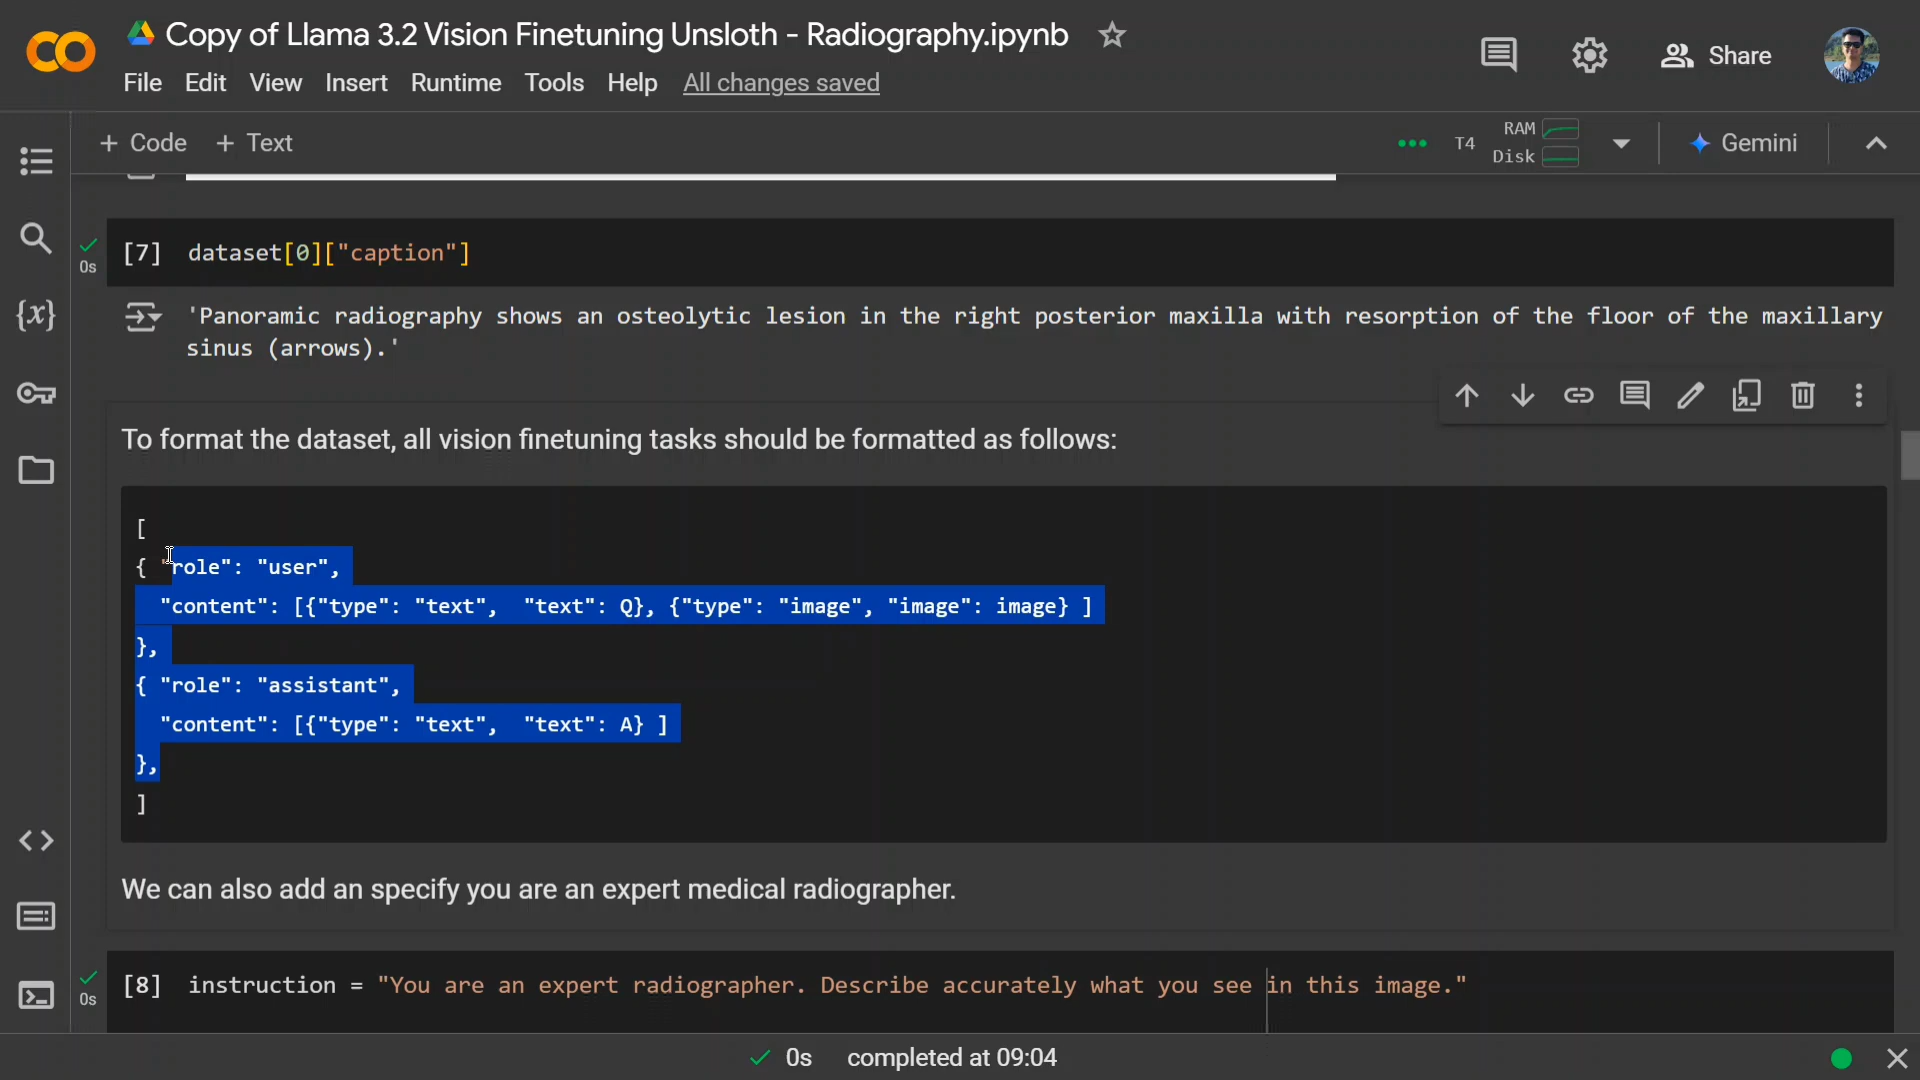 Copy of Llama 3.2 Vision Finetuning Unsloth - Radiography.ipynb
File Edit View Insert Runtime Tools Help All changes saved
Share
+ Code + Text
T4 RAM Disk
Gemini
[7] dataset[0]["caption"]
0s
'Panoramic radiography shows an osteolytic lesion in the right posterior maxilla with resorption of the floor of the maxillary
sinus (arrows).'
To format the dataset, all vision finetuning tasks should be formatted as follows:
[
{ "role": "user",
"content": [{"type": "text",  "text": Q}, {"type": "image", "image": image} ]
},
{ "role": "assistant",
"content": [{"type": "text",  "text": A} ]
},
]
We can also add an specify you are an expert medical radiographer.
[8] instruction = "You are an expert radiographer. Describe accurately what you see in this image."
0s
0s completed at 09:04